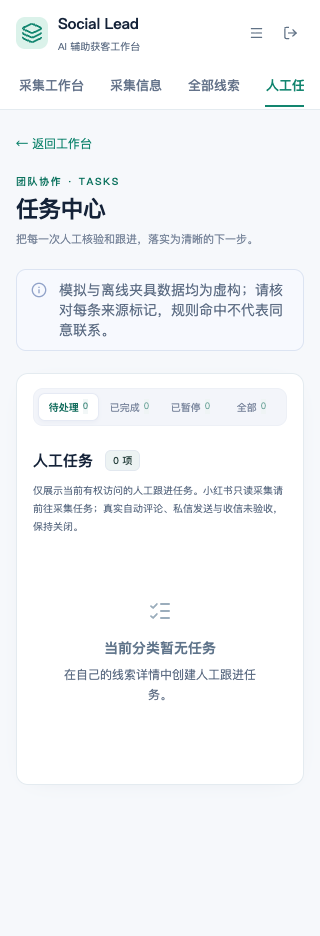 Social Lead
AI 辅助获客工作台
采集工作台 采集信息 全部线索 人工任
← 返回工作台
团队协作 · TASKS
任务中心
把每一次人工核验和跟进，落实为清晰的下一步。
模拟与离线夹具数据均为虚构；请核
对每条来源标记，规则命中不代表同
意联系。
待处理 0 已完成 0 已暂停 0 全部 0
人工任务 0 项
仅展示当前有权访问的人工跟进任务。小红书只读采集请
前往采集任务；真实自动评论、私信发送与收信未验收，
保持关闭。
当前分类暂无任务
在自己的线索详情中创建人工跟进任
务。